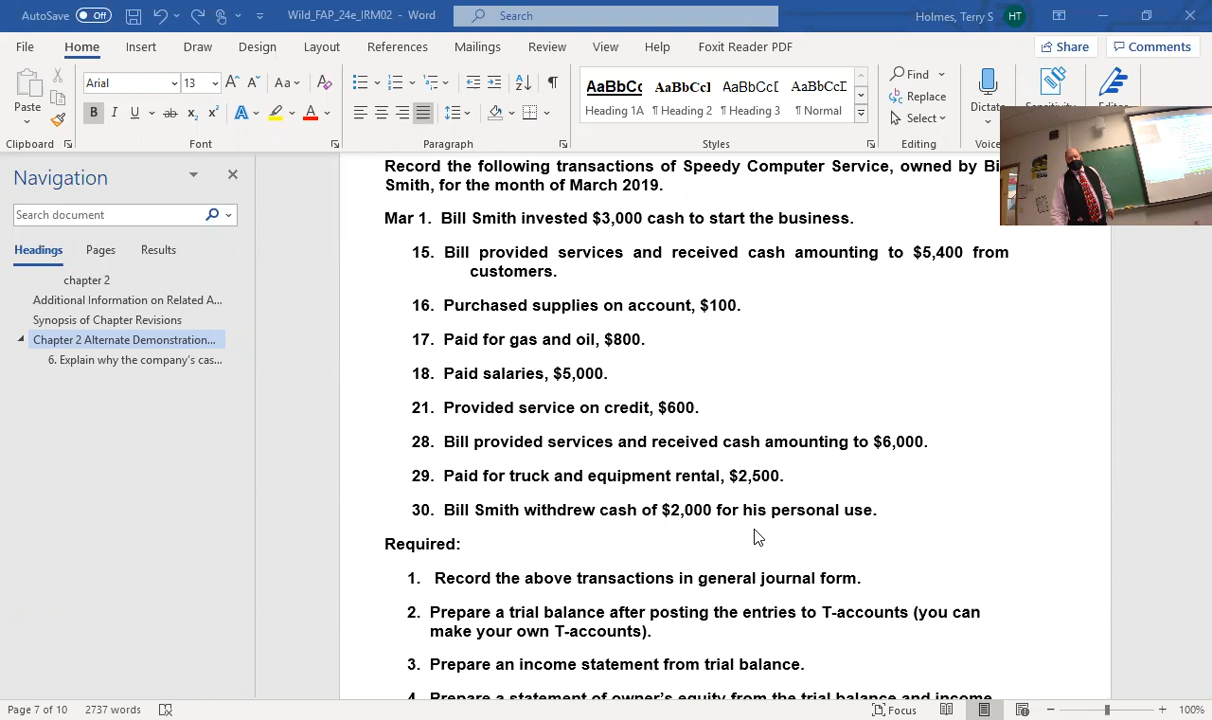 AutoSave Off Wild_FAP_24e_IRM02 - Word Search Holmes, Terry S HT
File Home Insert Draw Design Layout References Mailings Review View Help Foxit Reader PDF Share Comments
Arial 13 A A Aa
Paste B I U ab x₂ x² A A
AaBbCc AaBbCcI AaBbCcD AaBbCc
Heading 1A ¶ Heading 2 ¶ Heading 3 ¶ Normal
Find
Replace
Select
Dictate
Clipboard Font Paragraph Styles Editing
Navigation
Search document
Headings Pages Results
chapter 2
Additional Information on Related A...
Synopsis of Chapter Revisions
Chapter 2 Alternate Demonstration...
6. Explain why the company's cas...
Record the following transactions of Speedy Computer Service, owned by Bi
Smith, for the month of March 2019.
Mar 1. Bill Smith invested $3,000 cash to start the business.
15. Bill provided services and received cash amounting to $5,400 from
customers.
16. Purchased supplies on account, $100.
17. Paid for gas and oil, $800.
18. Paid salaries, $5,000.
21. Provided service on credit, $600.
28. Bill provided services and received cash amounting to $6,000.
29. Paid for truck and equipment rental, $2,500.
30. Bill Smith withdrew cash of $2,000 for his personal use.
Required:
1. Record the above transactions in general journal form.
2. Prepare a trial balance after posting the entries to T-accounts (you can
make your own T-accounts).
3. Prepare an income statement from trial balance.
4. Prepare a statement of owner's equity from the trial balance and income
Page 7 of 10 2737 words Focus 100%